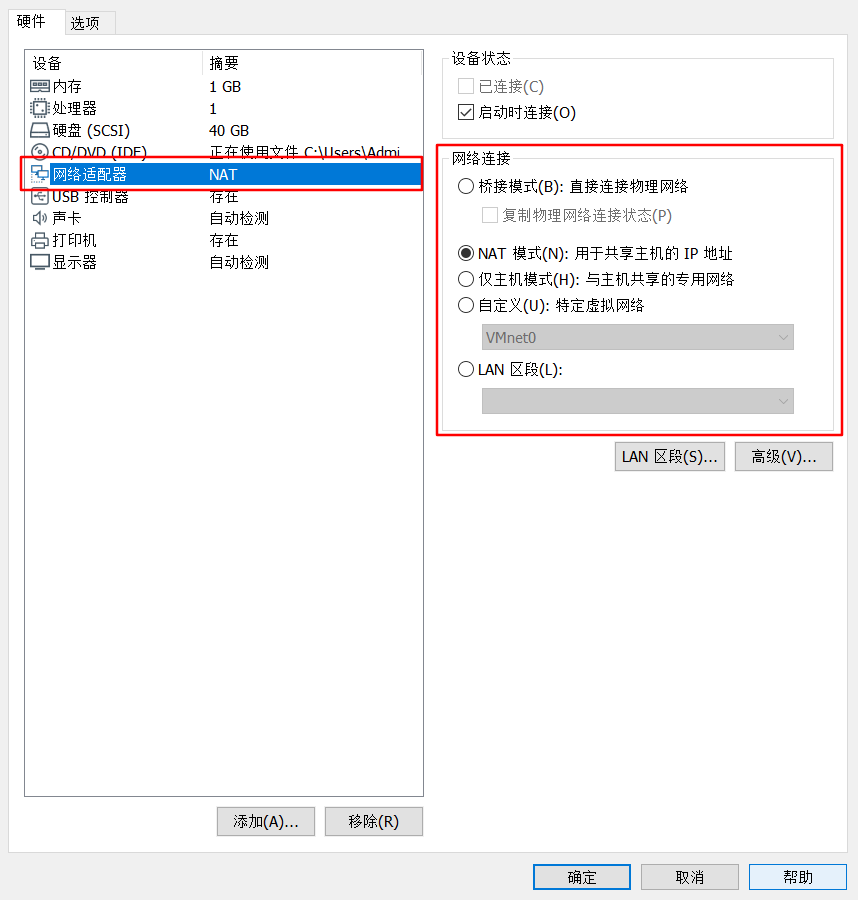 硬件 选项
设备 摘要
内存 1 GB
处理器 1
硬盘 (SCSI) 40 GB
CD/DVD (IDE) 正在使用文件 C:\Users\Admi...
网络适配器 NAT
USB 控制器 存在
声卡 自动检测
打印机 存在
显示器 自动检测
添加(A)... 移除(R)
设备状态
已连接(C)
启动时连接(O)
网络连接
桥接模式(B): 直接连接物理网络
复制物理网络连接状态(P)
NAT 模式(N): 用于共享主机的 IP 地址
仅主机模式(H): 与主机共享的专用网络
自定义(U): 特定虚拟网络
VMnet0
LAN 区段(L):
LAN 区段(S)... 高级(V)...
确定 取消 帮助